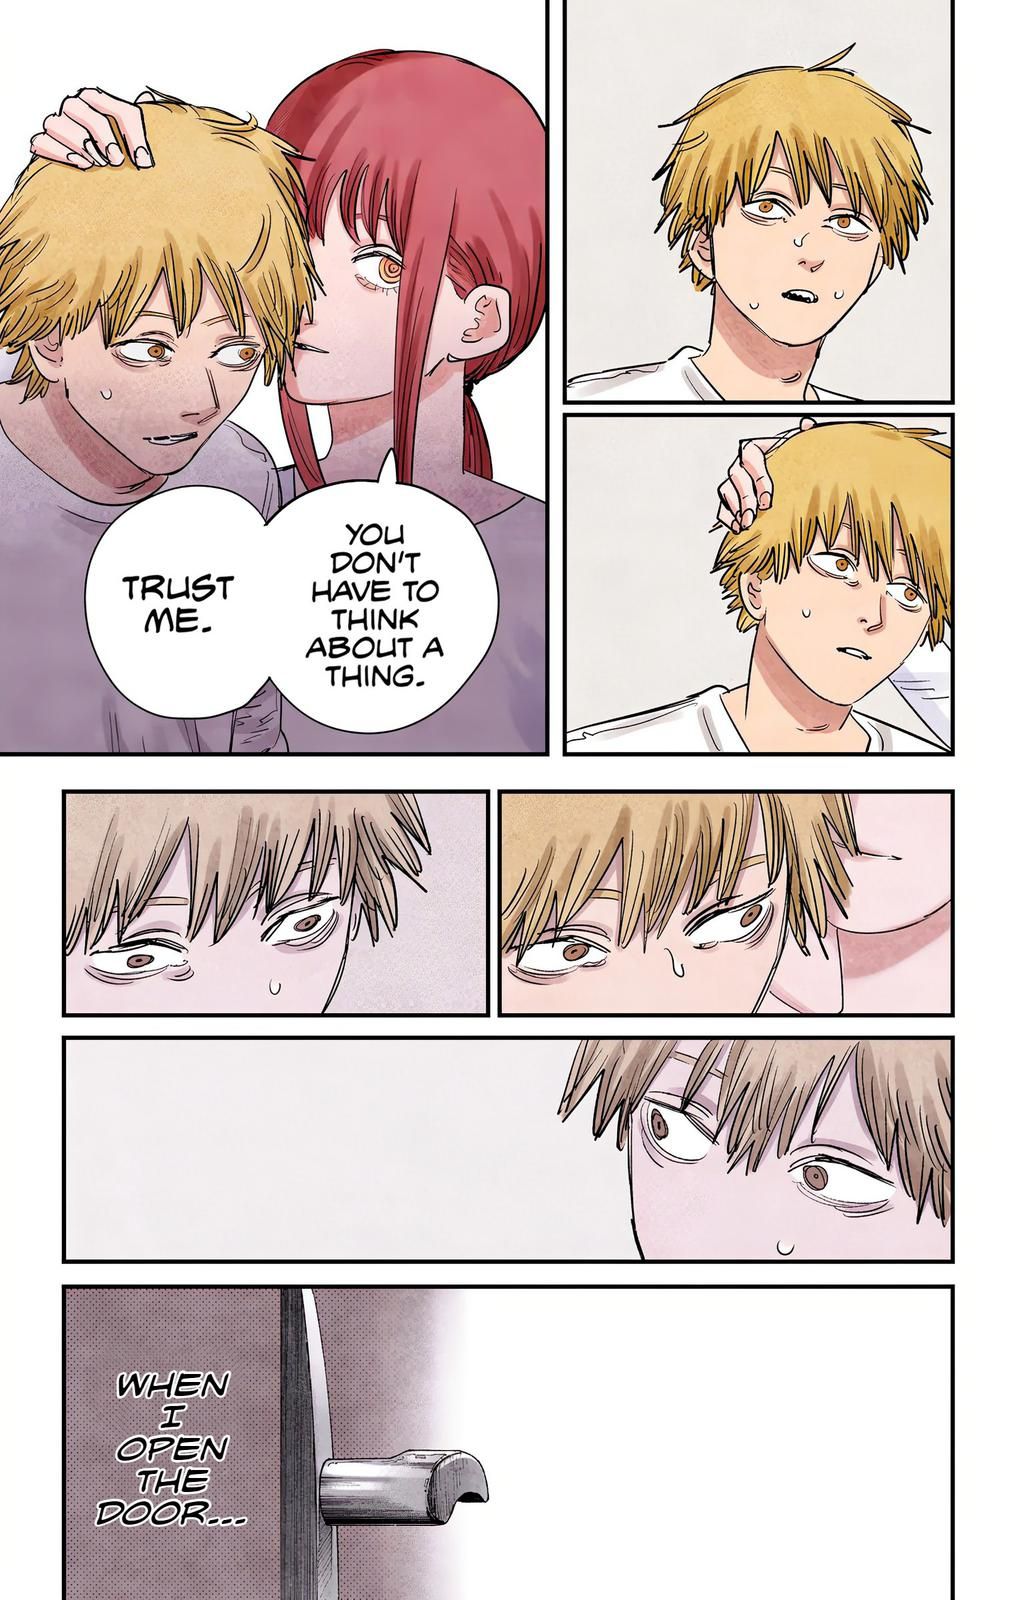 YOU
DON'T
HAVE TO
THINK
ABOUT A
THING.
TRUST
ME.
WHEN
I
OPEN
THE
DOOR...